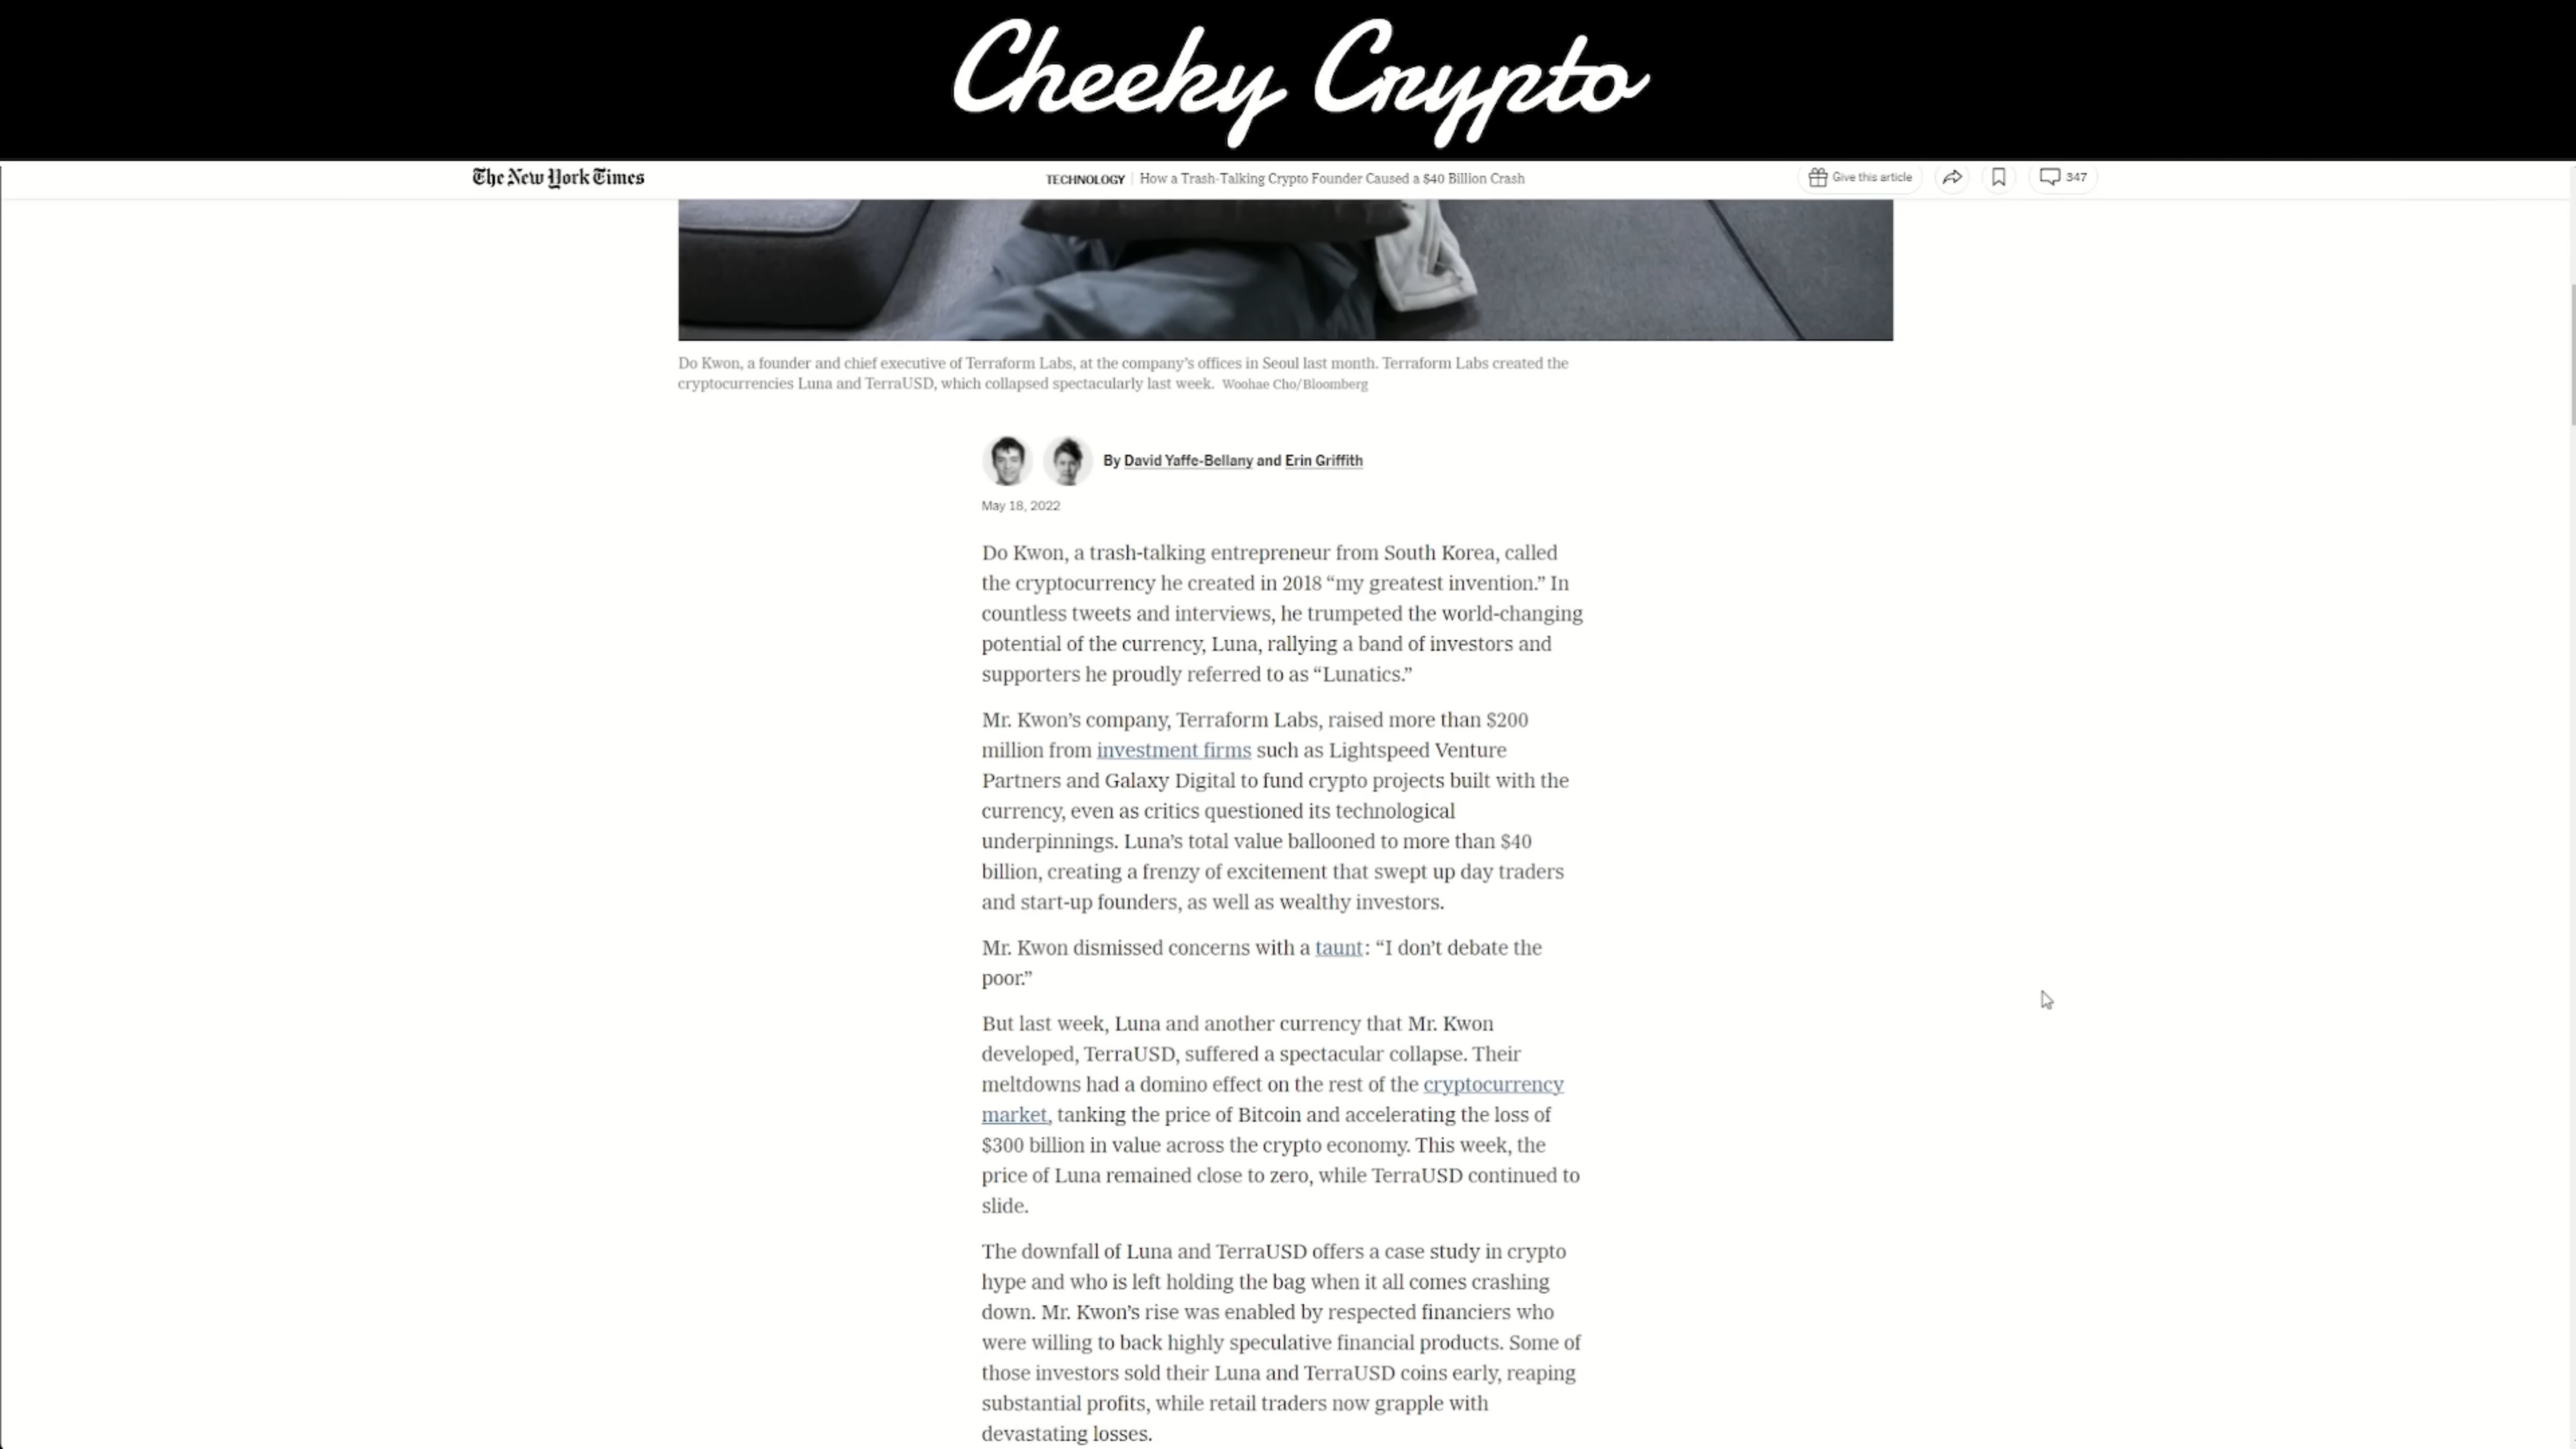 Cheeky Crypto
The New York Times
TECHNOLOGY | How a Trash-Talking Crypto Founder Caused a $40 Billion Crash
Give this article
347
Do Kwon, a founder and chief executive of Terraform Labs, at the company’s offices in Seoul last month. Terraform Labs created the
cryptocurrencies Luna and TerraUSD, which collapsed spectacularly last week. Woohae Cho/Bloomberg
By David Yaffe-Bellany and Erin Griffith
May 18, 2022
Do Kwon, a trash-talking entrepreneur from South Korea, called
the cryptocurrency he created in 2018 “my greatest invention.” In
countless tweets and interviews, he trumpeted the world-changing
potential of the currency, Luna, rallying a band of investors and
supporters he proudly referred to as “Lunatics.”
Mr. Kwon’s company, Terraform Labs, raised more than $200
million from investment firms such as Lightspeed Venture
Partners and Galaxy Digital to fund crypto projects built with the
currency, even as critics questioned its technological
underpinnings. Luna’s total value ballooned to more than $40
billion, creating a frenzy of excitement that swept up day traders
and start-up founders, as well as wealthy investors.
Mr. Kwon dismissed concerns with a taunt: “I don’t debate the
poor.”
But last week, Luna and another currency that Mr. Kwon
developed, TerraUSD, suffered a spectacular collapse. Their
meltdowns had a domino effect on the rest of the cryptocurrency
market, tanking the price of Bitcoin and accelerating the loss of
$300 billion in value across the crypto economy. This week, the
price of Luna remained close to zero, while TerraUSD continued to
slide.
The downfall of Luna and TerraUSD offers a case study in crypto
hype and who is left holding the bag when it all comes crashing
down. Mr. Kwon’s rise was enabled by respected financiers who
were willing to back highly speculative financial products. Some of
those investors sold their Luna and TerraUSD coins early, reaping
substantial profits, while retail traders now grapple with
devastating losses.